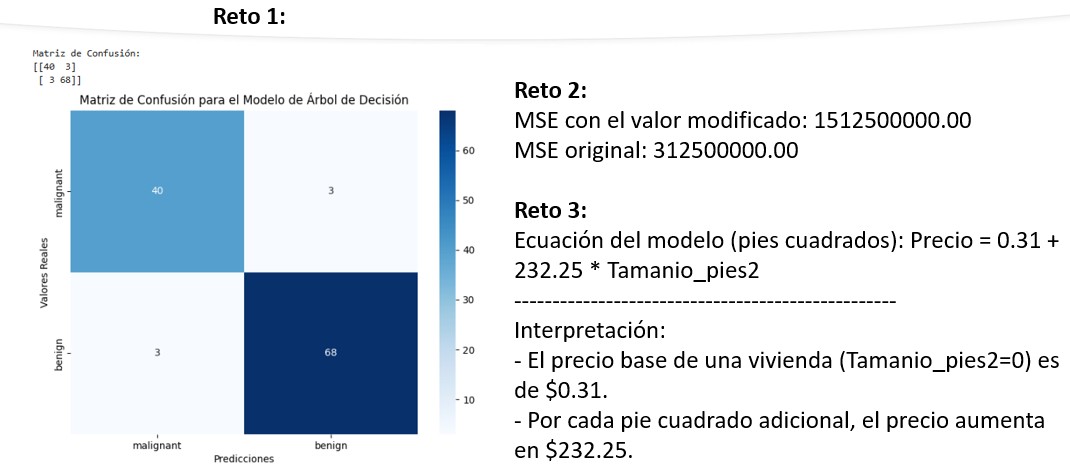 Reto 1:
Matriz de Confusión:
[[40  3]
 [ 3 68]]
Matriz de Confusión para el Modelo de Árbol de Decisión
malignant
benign
Valores Reales
40
3
3
68
malignant
benign
Predicciones
60
50
40
30
20
10
Reto 2:
MSE con el valor modificado: 1512500000.00
MSE original: 312500000.00
Reto 3:
Ecuación del modelo (pies cuadrados): Precio = 0.31 +
232.25 * Tamanio_pies2
--------------------------------------------------
Interpretación:
- El precio base de una vivienda (Tamanio_pies2=0) es
de $0.31.
- Por cada pie cuadrado adicional, el precio aumenta
en $232.25.